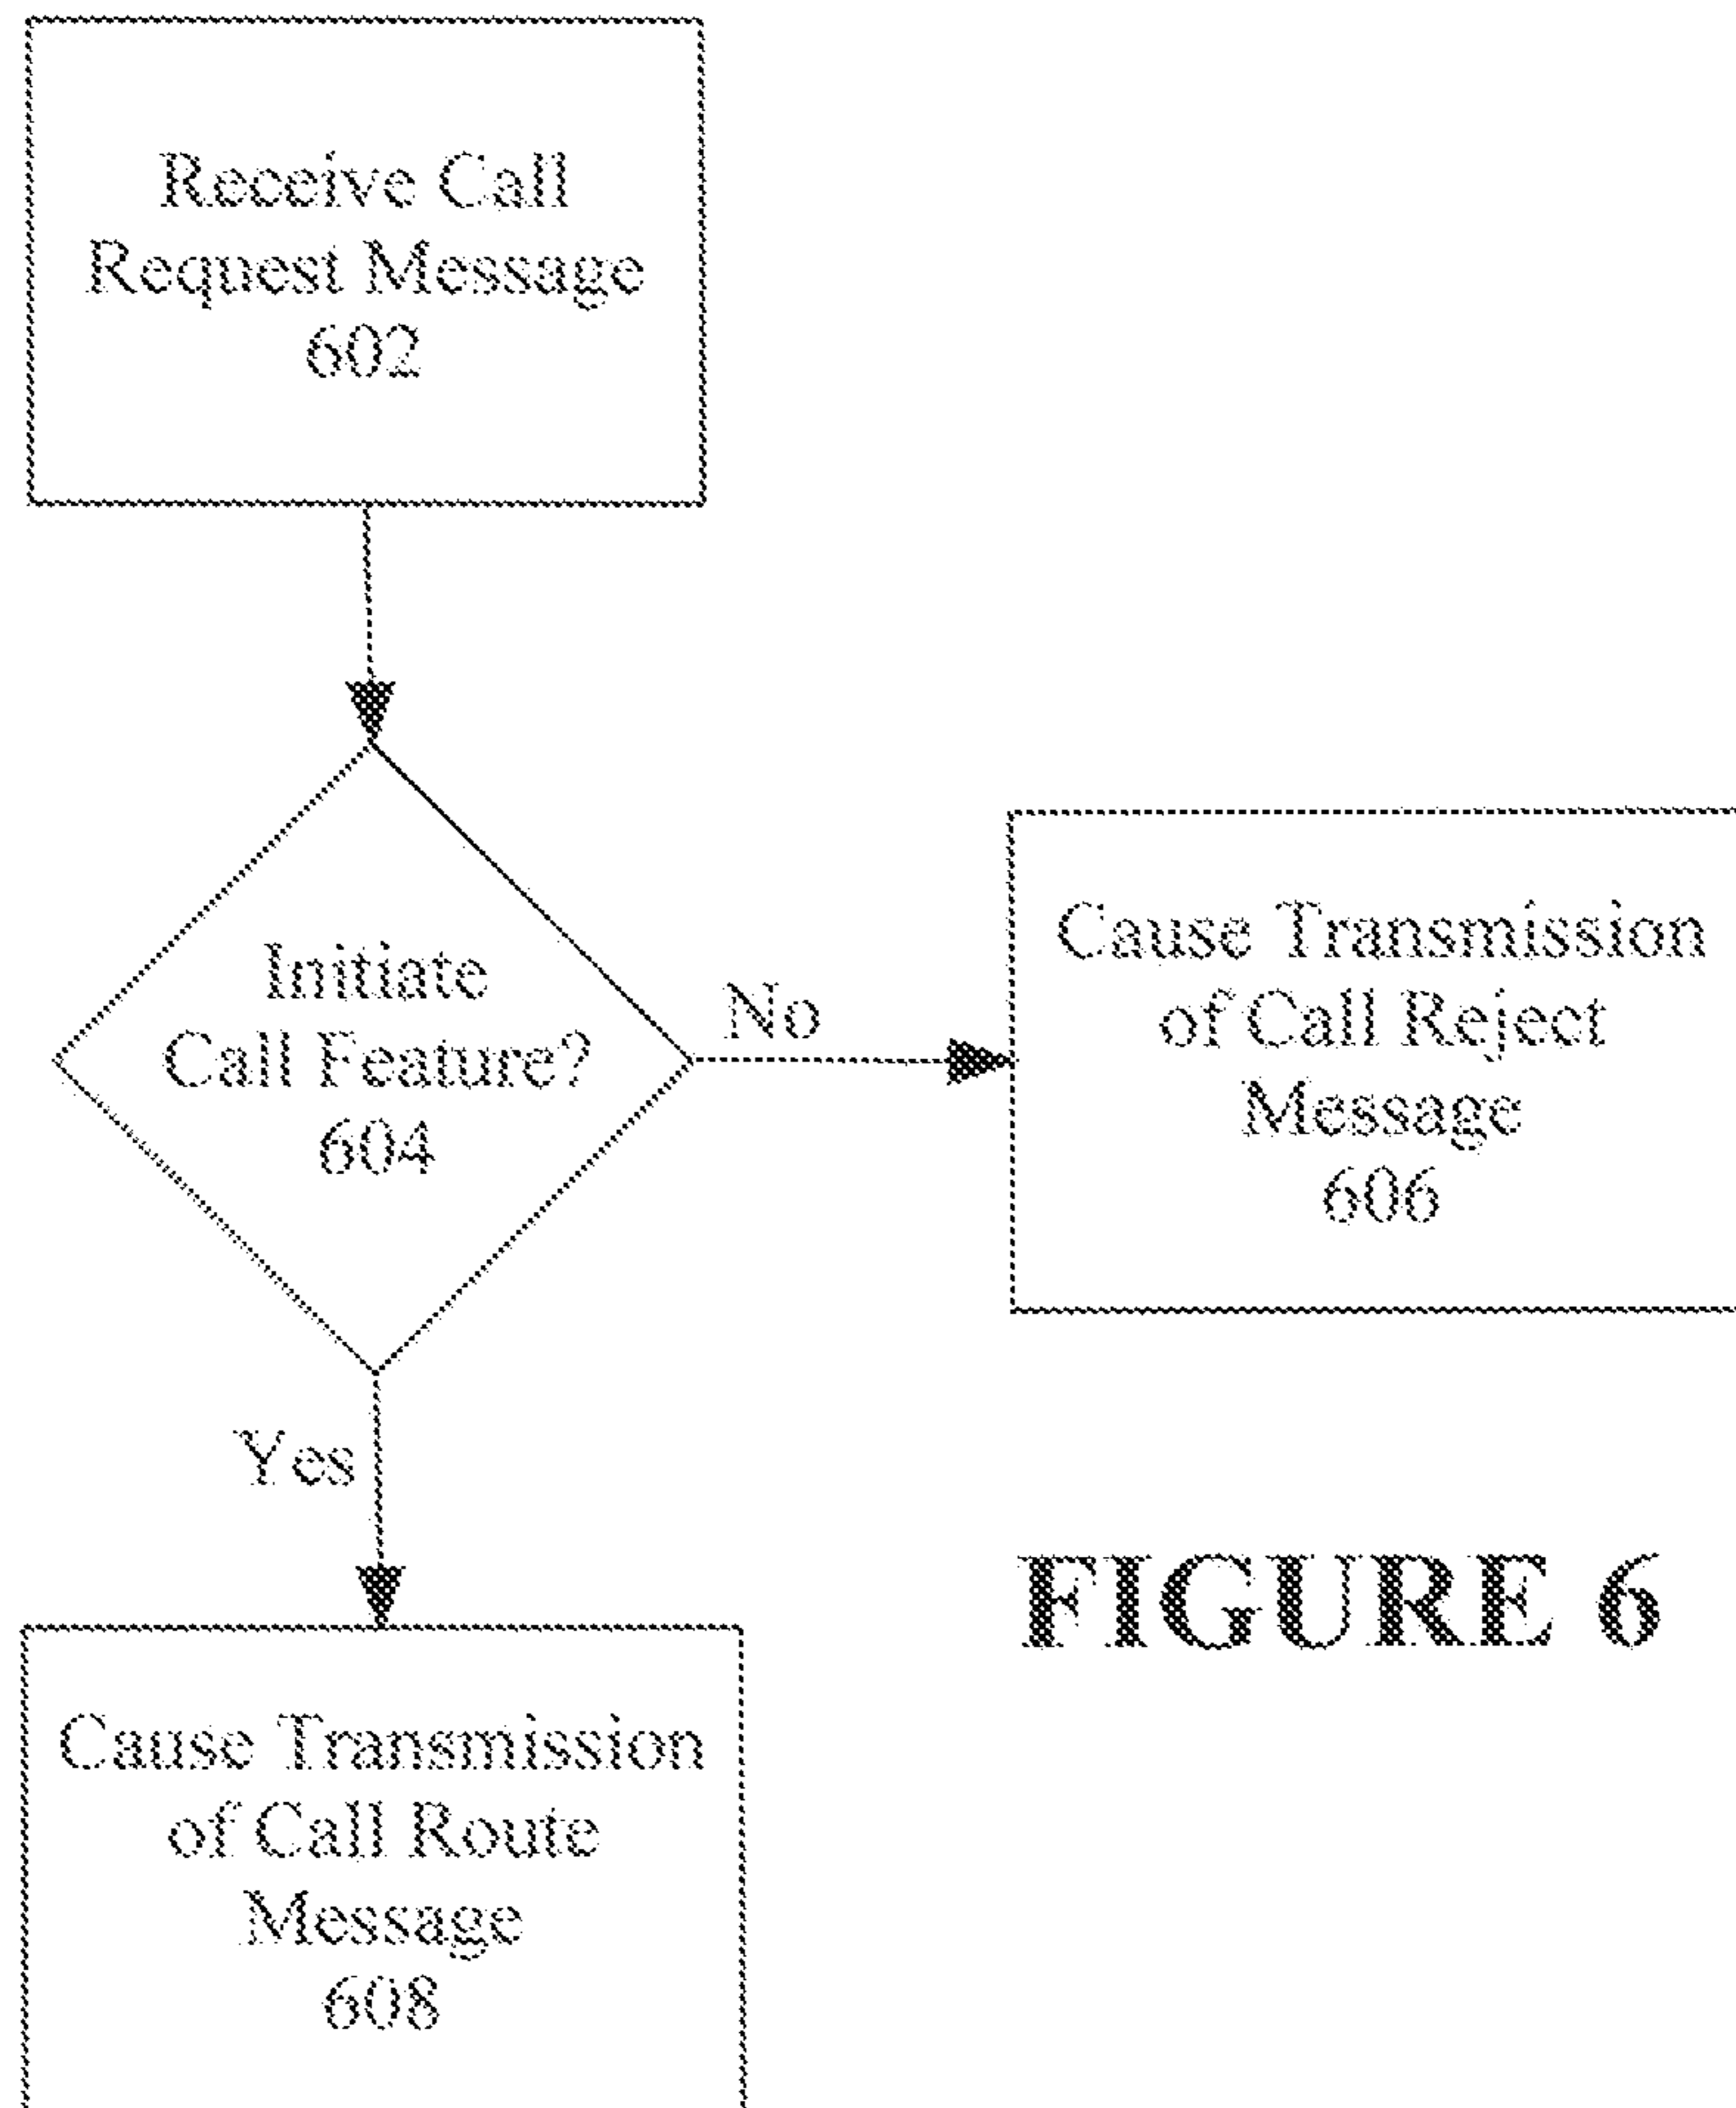 Receive Call
Request Message
602
Initiate
Call Feature?
604
No
Cause Transmission
of Call Reject
Message
606
Yes
FIGURE 6
Cause Transmission
of Call Route
Message
608